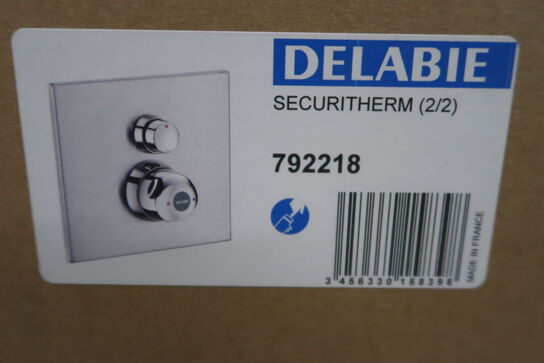 DELABIE
SECURITHERM (2/2)
792218
3 456330 158398
MADE IN FRANCE